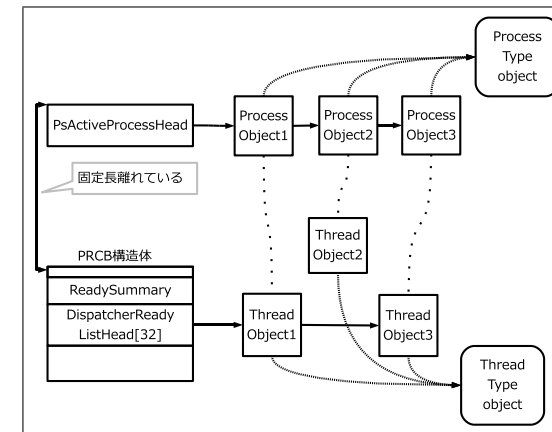 Process
Type
object
PsActiveProcessHead
Process
Object1
Process
Object2
Process
Object3
固定長離れている
Thread
Object2
PRCB構造体
ReadySummary
DispatcherReady
ListHead[32]
Thread
Object1
Thread
Object3
Thread
Type
object